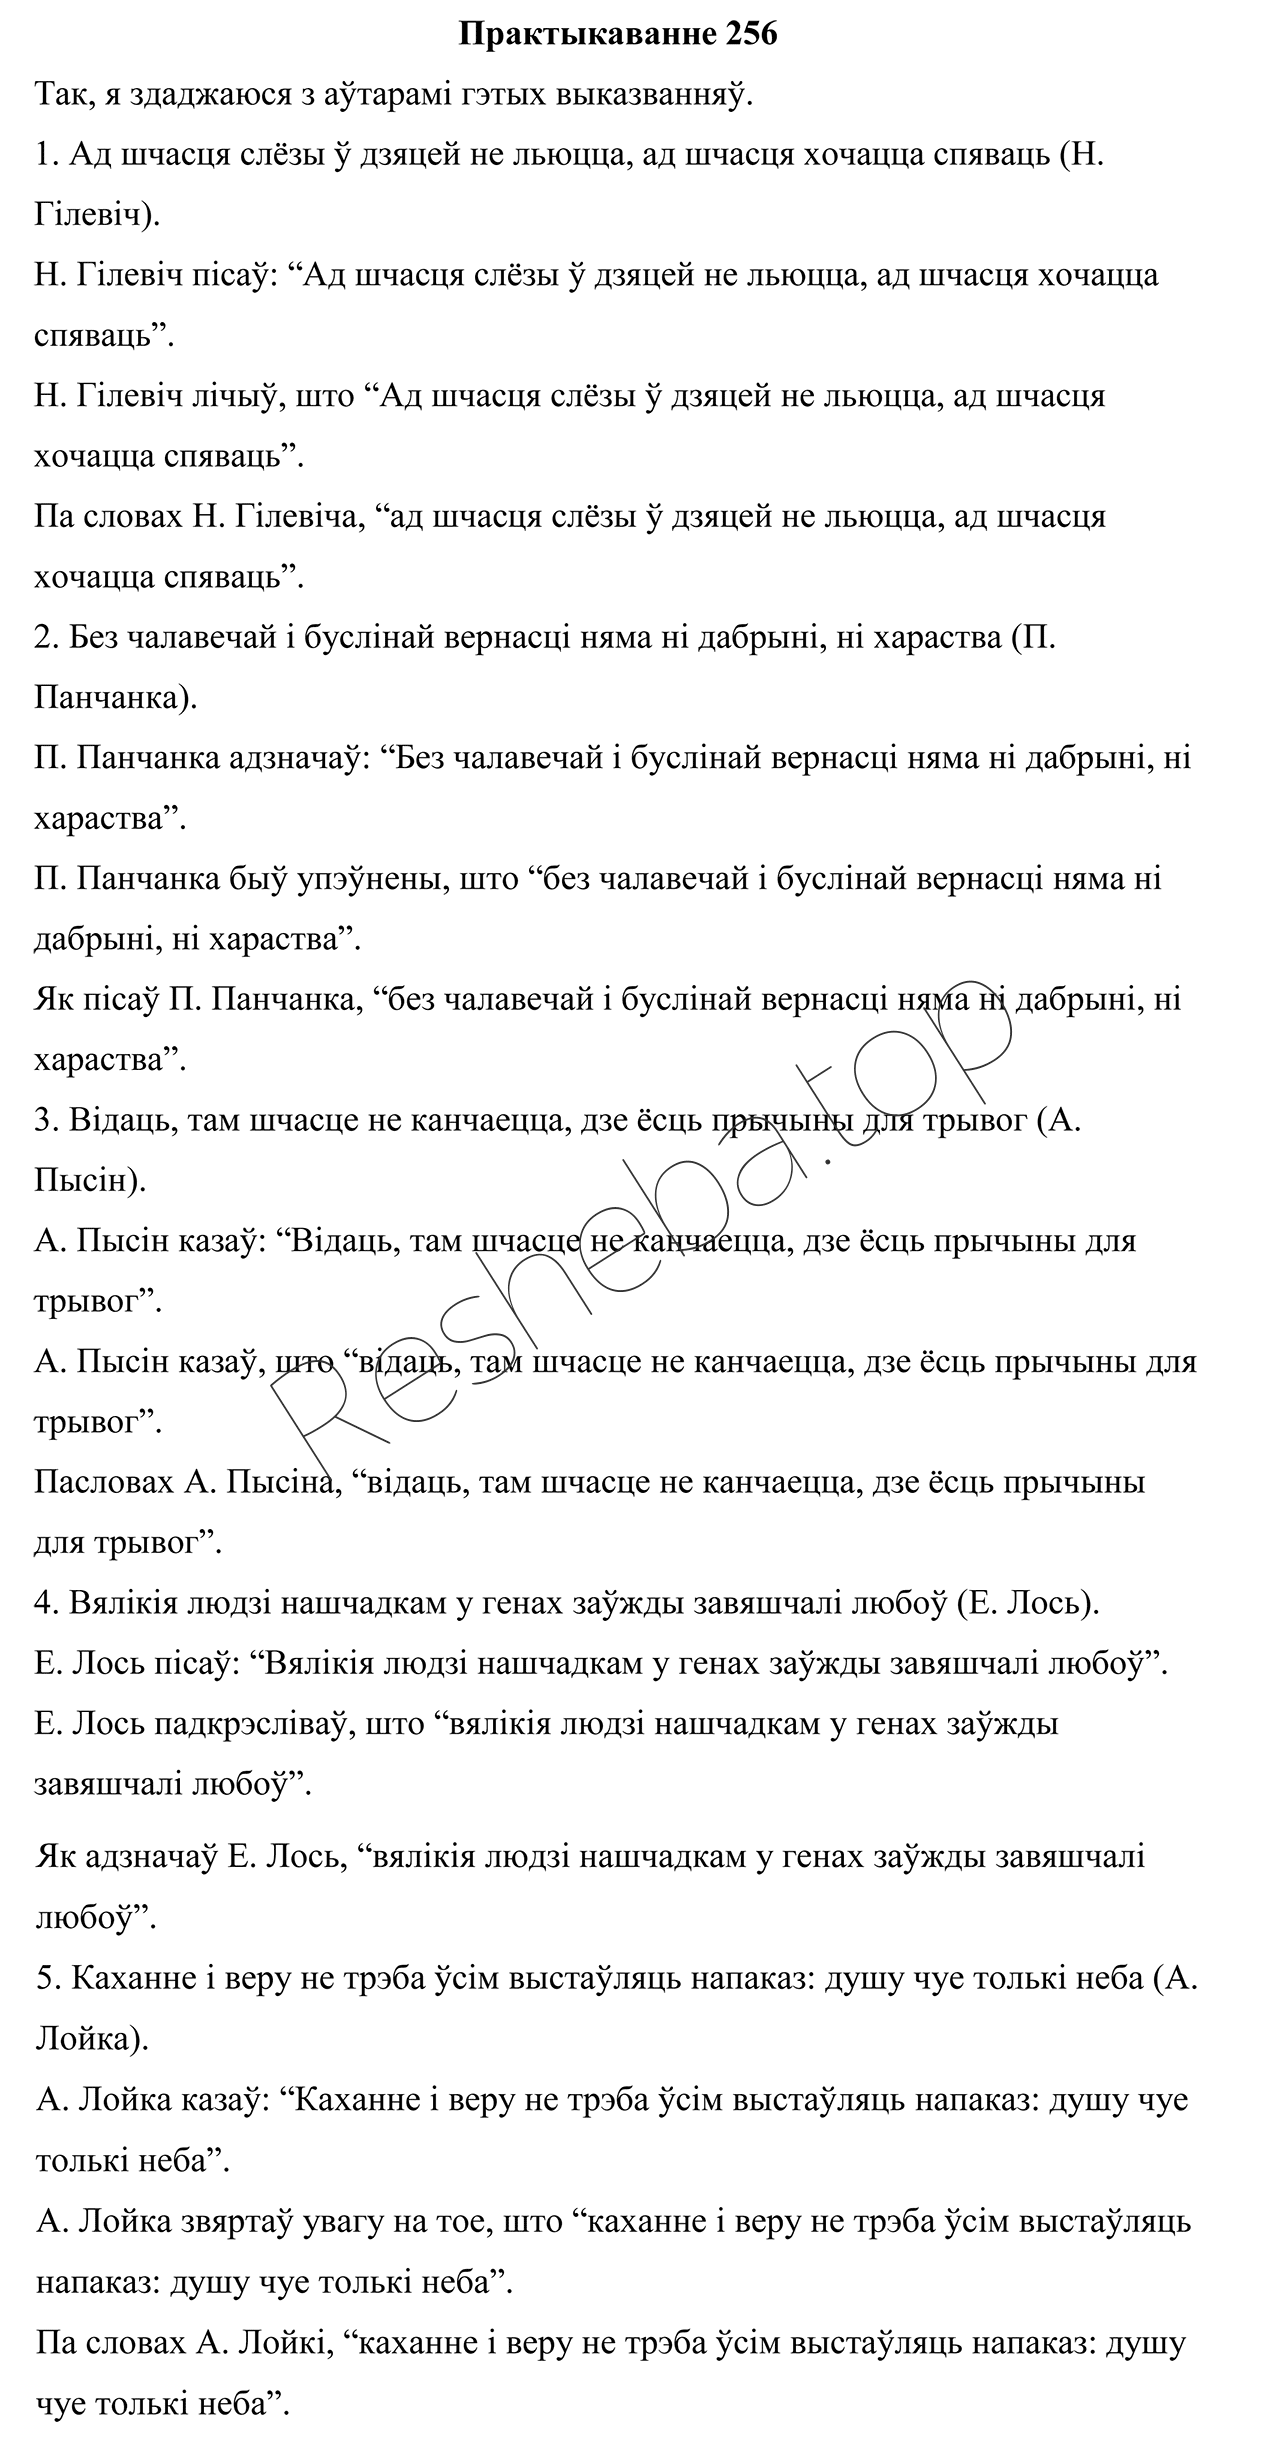 Практыкаванне 256
Так, я здаджаюся з аўтарамі гэтых выказванняў.
1. Ад шчасця слёзы ў дзяцей не льюцца, ад шчасця хочацца спяваць (Н.
Гілевіч).
Н. Гілевіч пісаў: “Ад шчасця слёзы ў дзяцей не льюцца, ад шчасця хочацца
спяваць”.
Н. Гілевіч лічыў, што “Ад шчасця слёзы ў дзяцей не льюцца, ад шчасця
хочацца спяваць”.
Па словах Н. Гілевіча, “ад шчасця слёзы ў дзяцей не льюцца, ад шчасця
хочацца спяваць”.
2. Без чалавечай і буслінай вернасці няма ні дабрыні, ні хараства (П.
Панчанка).
П. Панчанка адзначаў: “Без чалавечай і буслінай вернасці няма ні дабрыні, ні
хараства”.
П. Панчанка быў упэўнены, што “без чалавечай і буслінай вернасці няма ні
дабрыні, ні хараства”.
Як пісаў П. Панчанка, “без чалавечай і буслінай вернасці няма ні дабрыні, ні
хараства”.
3. Відаць, там шчасце не канчаецца, дзе ёсць прычыны для трывог (А.
Пысін).
А. Пысін казаў: “Відаць, там шчасце не канчаецца, дзе ёсць прычыны для
трывог”.
А. Пысін казаў, што “відаць, там шчасце не канчаецца, дзе ёсць прычыны для
трывог”.
Пасловах А. Пысіна, “відаць, там шчасце не канчаецца, дзе ёсць прычыны
для трывог”.
4. Вялікія людзі нашчадкам у генах заўжды завяшчалі любоў (Е. Лось).
Е. Лось пісаў: “Вялікія людзі нашчадкам у генах заўжды завяшчалі любоў”.
Е. Лось падкрэсліваў, што “вялікія людзі нашчадкам у генах заўжды
завяшчалі любоў”.
Як адзначаў Е. Лось, “вялікія людзі нашчадкам у генах заўжды завяшчалі
любоў”.
5. Каханне і веру не трэба ўсім выстаўляць напаказ: душу чуе толькі неба (А.
Лойка).
А. Лойка казаў: “Каханне і веру не трэба ўсім выстаўляць напаказ: душу чуе
толькі неба”.
А. Лойка звяртаў увагу на тое, што “каханне і веру не трэба ўсім выстаўляць
напаказ: душу чуе толькі неба”.
Па словах А. Лойкі, “каханне і веру не трэба ўсім выстаўляць напаказ: душу
чуе толькі неба”.
Resheba.top